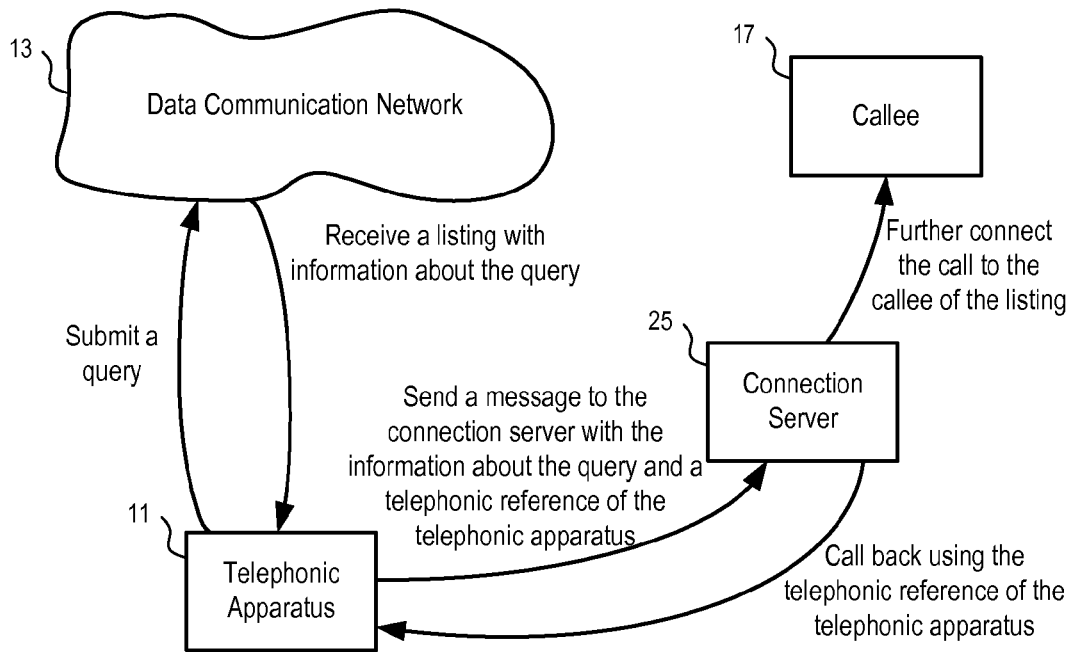 13
Data Communication Network
17
Callee
Receive a listing with
information about the query
Further connect
the call to the
callee of the listing
Submit a
query
25
Connection
Server
Send a message to the
connection server with the
information about the query and a
telephonic reference of the
telephonic apparatus
11
Telephonic
Apparatus
Call back using the
telephonic reference of the
telephonic apparatus